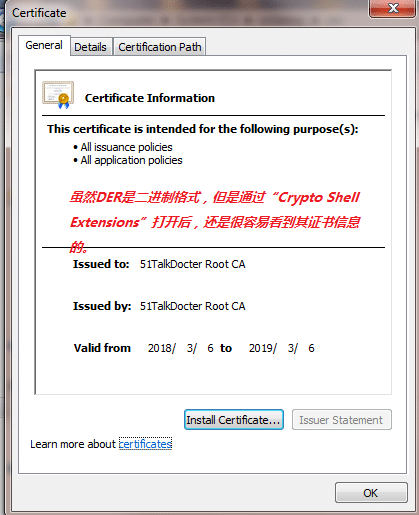 Certificate
General Details Certification Path
Certificate Information
This certificate is intended for the following purpose(s):
• All issuance policies
• All application policies
虽然DER是二进制格式，但是通过“Crypto Shell
Extensions”打开后，还是很容易看到其证书信息
的。
Issued to: 51TalkDocter Root CA
Issued by: 51TalkDocter Root CA
Valid from 2018/ 3/ 6 to 2019/ 3/ 6
Install Certificate... Issuer Statement
Learn more about certificates
OK